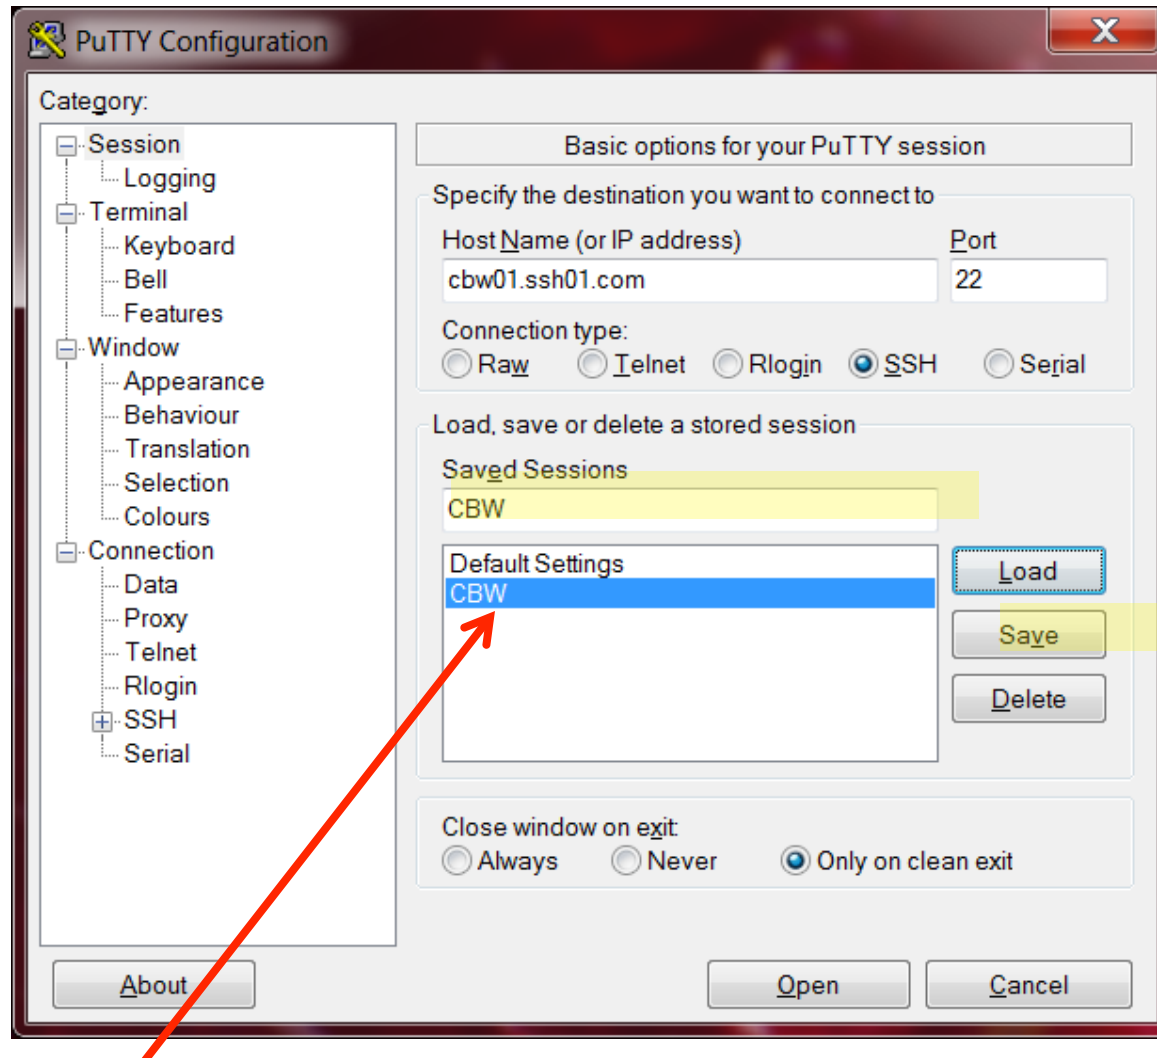 PuTTY Configuration
Category:
Session
Logging
Terminal
Keyboard
Bell
Features
Window
Appearance
Behaviour
Translation
Selection
Colours
Connection
Data
Proxy
Telnet
Rlogin
SSH
Serial
Basic options for your PuTTY session
Specify the destination you want to connect to
Host Name (or IP address) Port
cbw01.ssh01.com 22
Connection type:
Raw Telnet Rlogin SSH Serial
Load, save or delete a stored session
Saved Sessions
CBW
Default Settings
CBW
Load
Save
Delete
Close window on exit:
Always Never Only on clean exit
About Open Cancel